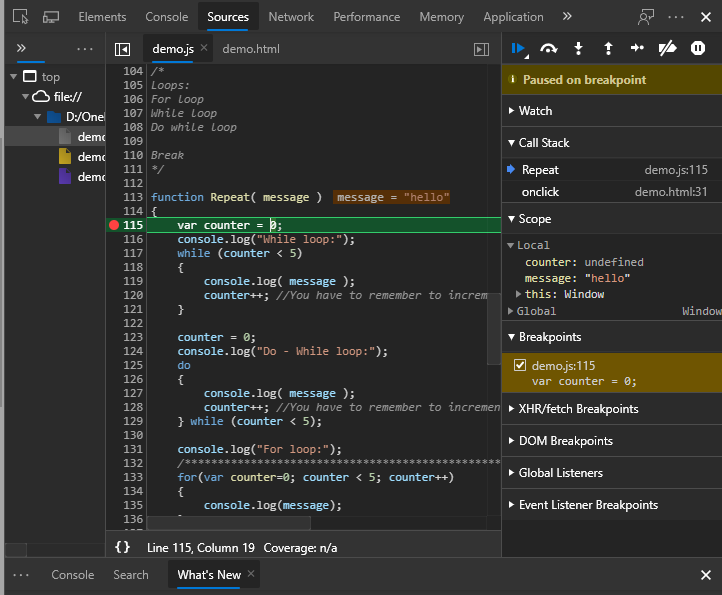 Elements Console Sources Network Performance Memory Application
demo.js demo.html
top
file://
D:/OneI
demo
demo
demo
104 /*
105 Loops:
106 For loop
107 While loop
108 Do while loop
109
110 Break
111 */
112
113 function Repeat( message ) message = "hello"
114 {
115 var counter = 0;
116 console.log("While loop:");
117 while (counter < 5)
118 {
119 console.log( message );
120 counter++; //You have to remember to increm
121 }
122
123 counter = 0;
124 console.log("Do - While loop:");
125 do
126 {
127 console.log( message );
128 counter++; //You have to remember to incremen
129 } while (counter < 5);
130
131 console.log("For loop:");
132 /************************************************
133 for(var counter=0; counter < 5; counter++)
134 {
135 console.log(message);
136
{} Line 115, Column 19 Coverage: n/a
Paused on breakpoint
Watch
Call Stack
Repeat demo.js:115
onclick demo.html:31
Scope
Local
counter: undefined
message: "hello"
this: Window
Global Window
Breakpoints
demo.js:115
var counter = 0;
XHR/fetch Breakpoints
DOM Breakpoints
Global Listeners
Event Listener Breakpoints
Console Search What's New